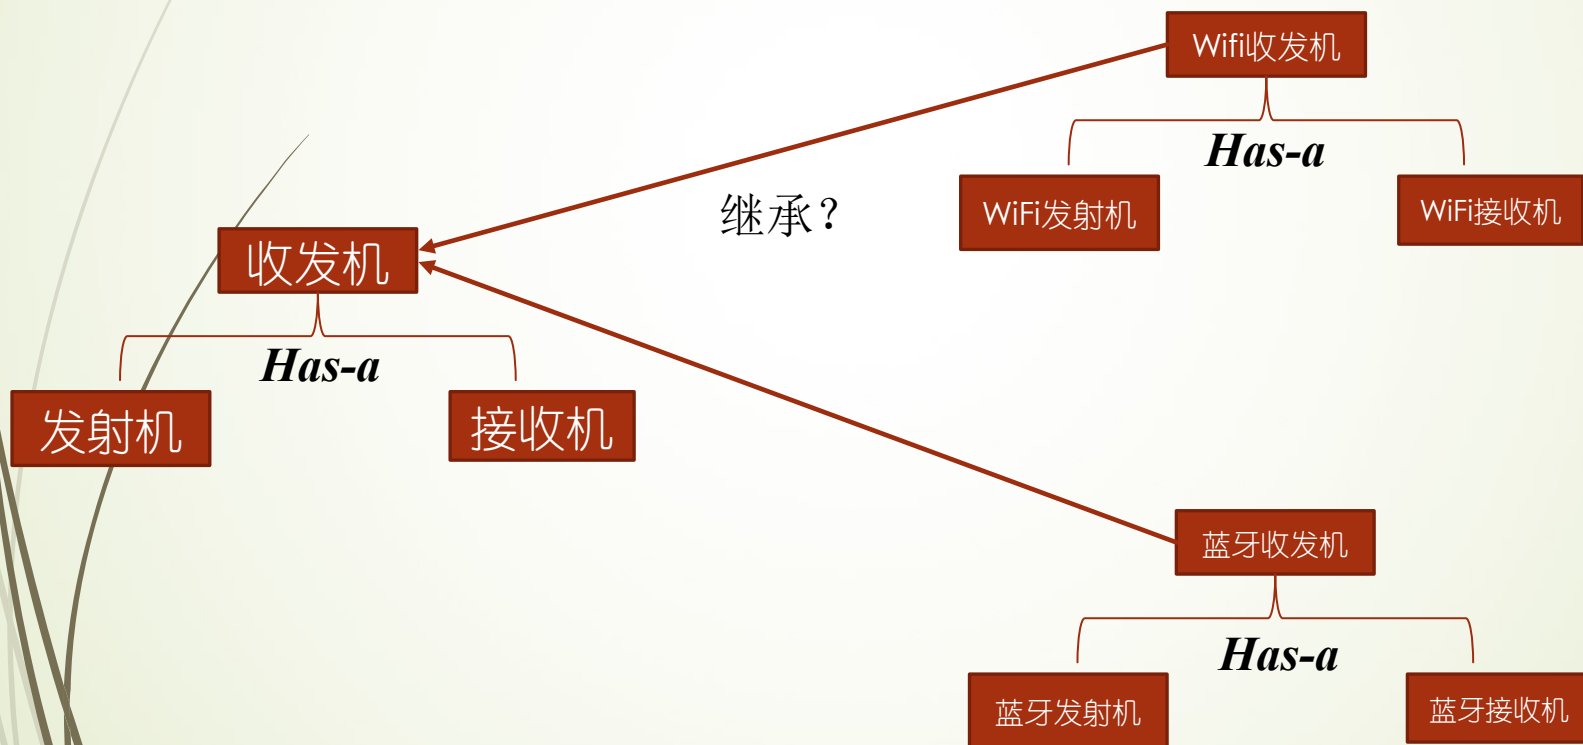 Wifi收发机
Has-a
WiFi发射机
WiFi接收机
继承？
收发机
Has-a
发射机
接收机
蓝牙收发机
Has-a
蓝牙发射机
蓝牙接收机